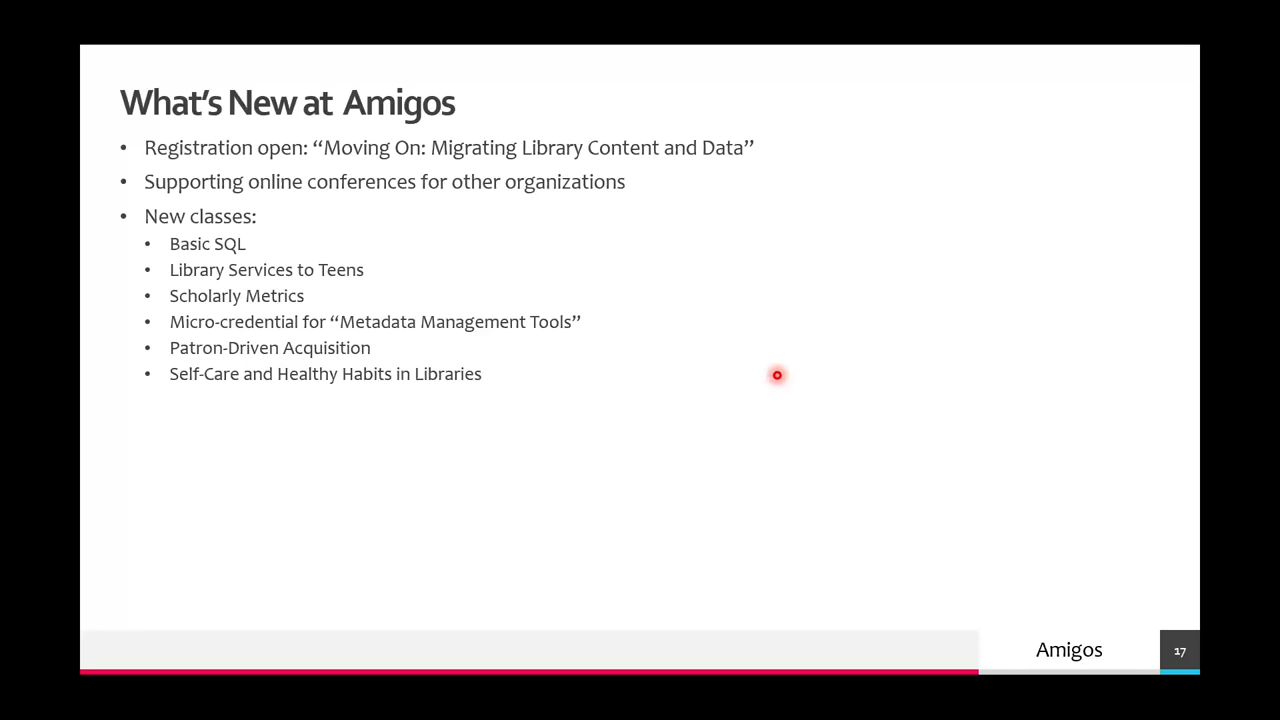 What's New at Amigos
• Registration open: “Moving On: Migrating Library Content and Data”
• Supporting online conferences for other organizations
• New classes:
• Basic SQL
• Library Services to Teens
• Scholarly Metrics
• Micro-credential for “Metadata Management Tools”
• Patron-Driven Acquisition
• Self-Care and Healthy Habits in Libraries
Amigos
17